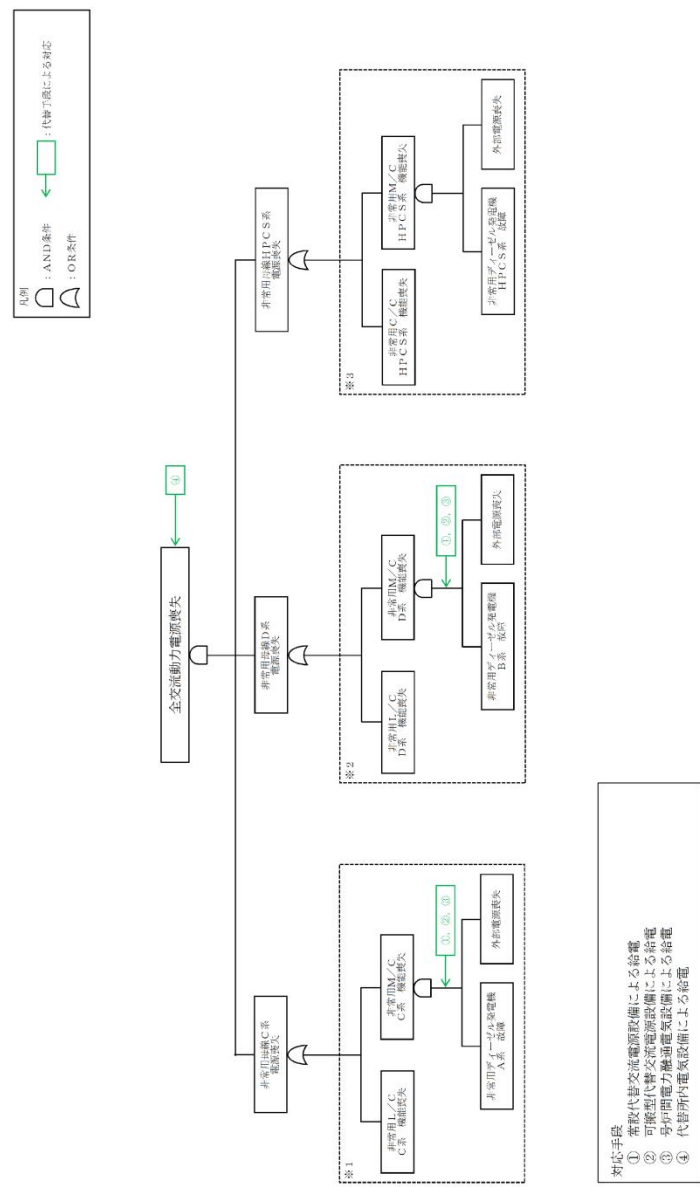 凡例
：AND条件
：OR条件
：代替手段による対応
全交流動力電源喪失
④
非常用母線C系
電源喪失
非常用母線D系
電源喪失
非常用母線HPCS系
電源喪失
※1
非常用L／C
C系 機能喪失
非常用M／C
C系 機能喪失
①，②，③
非常用ディーゼル発電機
A系 故障
外部電源喪失
※2
非常用L／C
D系 機能喪失
非常用M／C
D系 機能喪失
①，②，③
非常用ディーゼル発電機
B系 故障
外部電源喪失
※3
非常用C／C
HPCS系 機能喪失
非常用M／C
HPCS系 機能喪失
非常用ディーゼル発電機
HPCS系 故障
外部電源喪失
対応手段
① 常設代替交流電源設備による給電
② 可搬型代替交流電源設備による給電
③ 号炉間電力融通電気設備による給電
④ 代替所内電気設備による給電